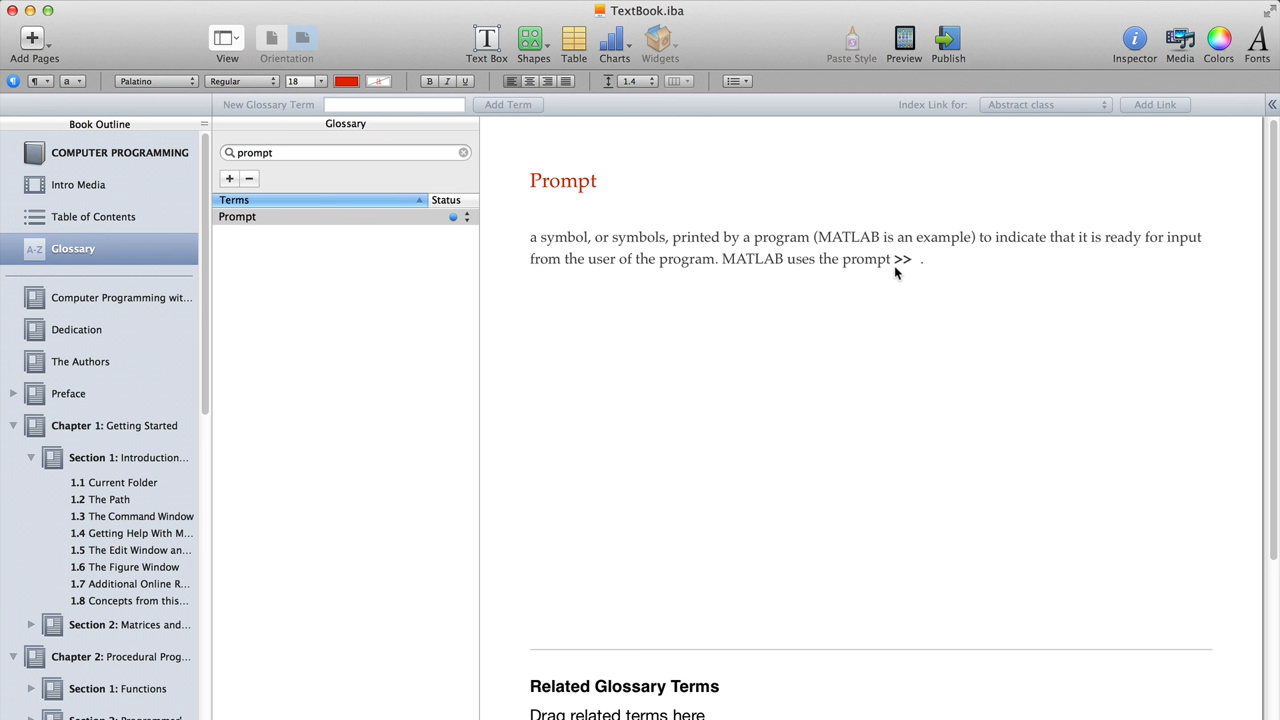 TextBook.iba
Add Pages
View
Orientation
Text Box
Shapes
Table
Charts
Widgets
Paste Style
Preview
Publish
Inspector
Media
Colors
Fonts
Palatino
Regular
18
a
B
I
U
1.4
New Glossary Term
Add Term
Index Link for:
Abstract class
Add Link
Book Outline
COMPUTER PROGRAMMING
Intro Media
Table of Contents
A-Z
Glossary
Computer Programming wit...
Dedication
The Authors
Preface
Chapter 1: Getting Started
Section 1: Introduction...
1.1 Current Folder
1.2 The Path
1.3 The Command Window
1.4 Getting Help With M...
1.5 The Edit Window an...
1.6 The Figure Window
1.7 Additional Online R...
1.8 Concepts from this...
Section 2: Matrices and...
Chapter 2: Procedural Prog...
Section 1: Functions
Glossary
prompt
Terms
Status
Prompt
Prompt
a symbol, or symbols, printed by a program (MATLAB is an example) to indicate that it is ready for input
from the user of the program. MATLAB uses the prompt >> .
Related Glossary Terms
Drag related terms here